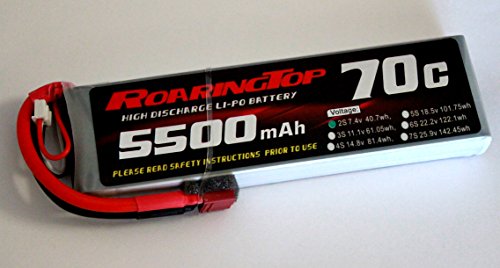 ROARINGTOP 70C
HIGH DISCHARGE LI-PO BATTERY
5500mAh
PLEASE READ SAFETY INSTRUCTIONS PRIOR TO USE
Voltage:
2S 7.4v 40.7wh, 5S 18.5v 101.75wh
3S 11.1v 61.05wh, 6S 22.2v 122.1wh
4S 14.8v 81.4wh, 7S 25.9v 142.45wh